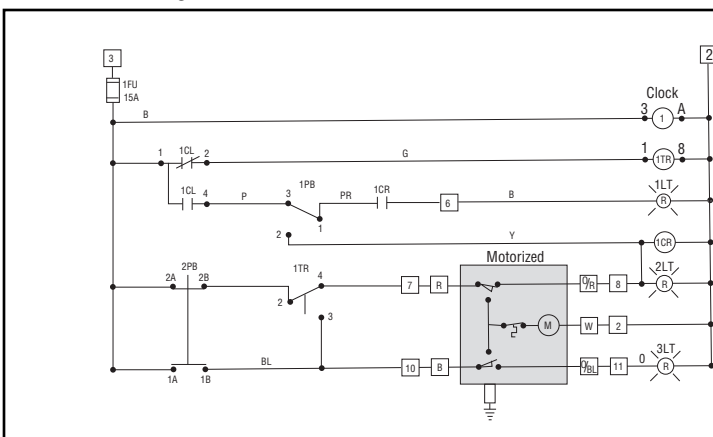 3
2
1FU
15A
B
Clock
3 1 A
1 1CL 2
G
1 1TR 8
1CL 4
P
3 1PB
PR
1CR
6
B
1LT
R
1
2
Y
1CR
Motorized
2PB
2A 2B
1TR
4
2
7 R
O/R 8
2LT
R
3
M
W 2
BL
1A 1B
10 B
O/BL 11
0
3LT
R